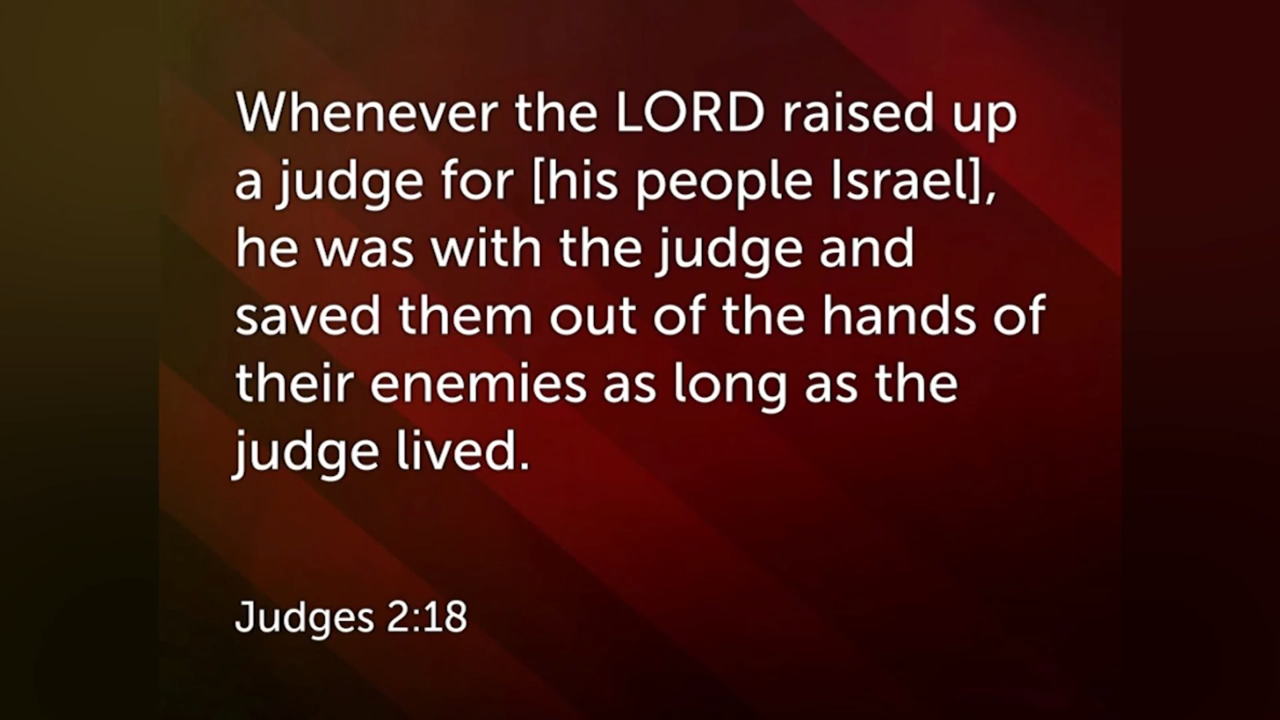 Whenever the LORD raised up
a judge for [his people Israel],
he was with the judge and
saved them out of the hands of
their enemies as long as the
judge lived.
Judges 2:18